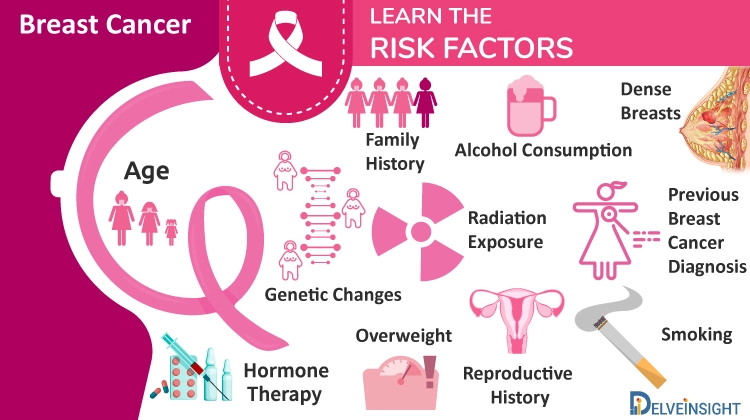 Breast Cancer
LEARN THE
RISK FACTORS
Age
Family
History
Alcohol Consumption
Dense
Breasts
Genetic Changes
Radiation
Exposure
Previous
Breast
Cancer
Diagnosis
Hormone
Therapy
Overweight
Reproductive
History
Smoking
DELVEINSIGHT